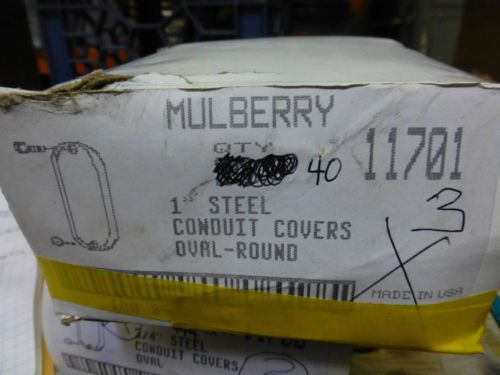 MULBERRY
QTY
40
11701
1" STEEL
CONDUIT COVERS
OVAL-ROUND
3
MADE IN USA
3/4" STEEL
CONDUIT COVERS
OVAL